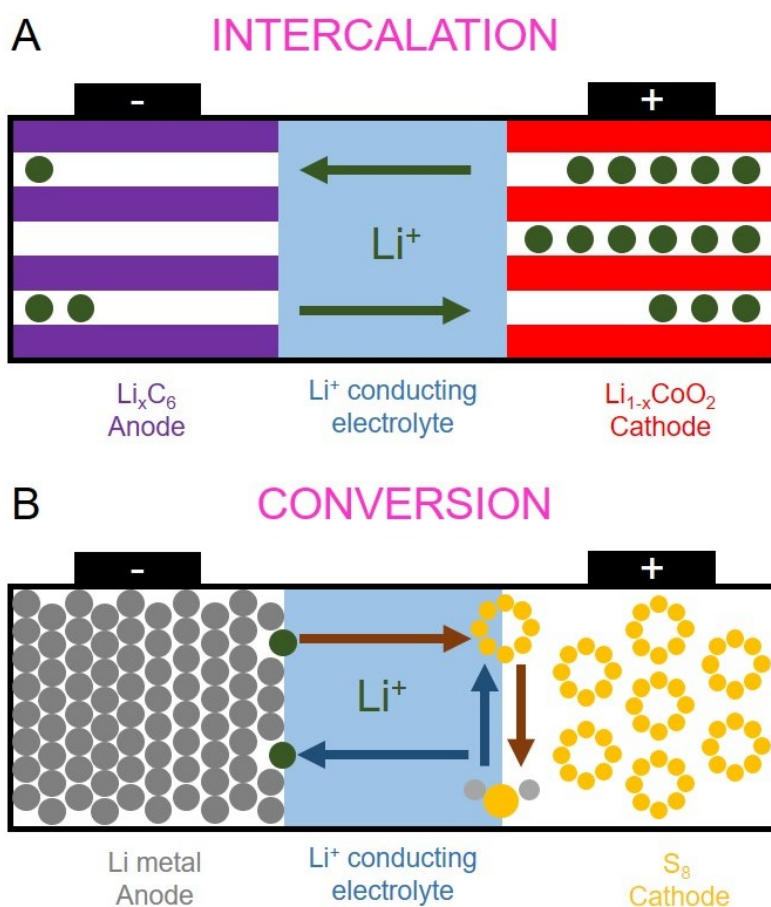 A INTERCALATION
- +
Li⁺
LiₓC₆
Anode
Li⁺ conducting
electrolyte
Li₁₋ₓCoO₂
Cathode
B CONVERSION
- +
Li⁺
Li metal
Anode
Li⁺ conducting
electrolyte
S₈
Cathode